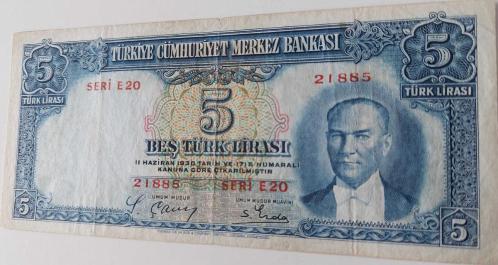 TÜRKİYE CÜMHURİYET MERKEZ BANKASI
5 5
TÜRK LİRASI TÜRK LİRASI
SERİ E20 21885
5
BEŞ TÜRK LİRASI
11 HAZİRAN 1930 TARİH VE 1715 NUMARALI
KANUNA GÖRE ÇIKARILMIŞTIR
21885 SERİ E20
UMUM MÜDÜR UMUM MÜDÜR MUAVİNİ
5 5